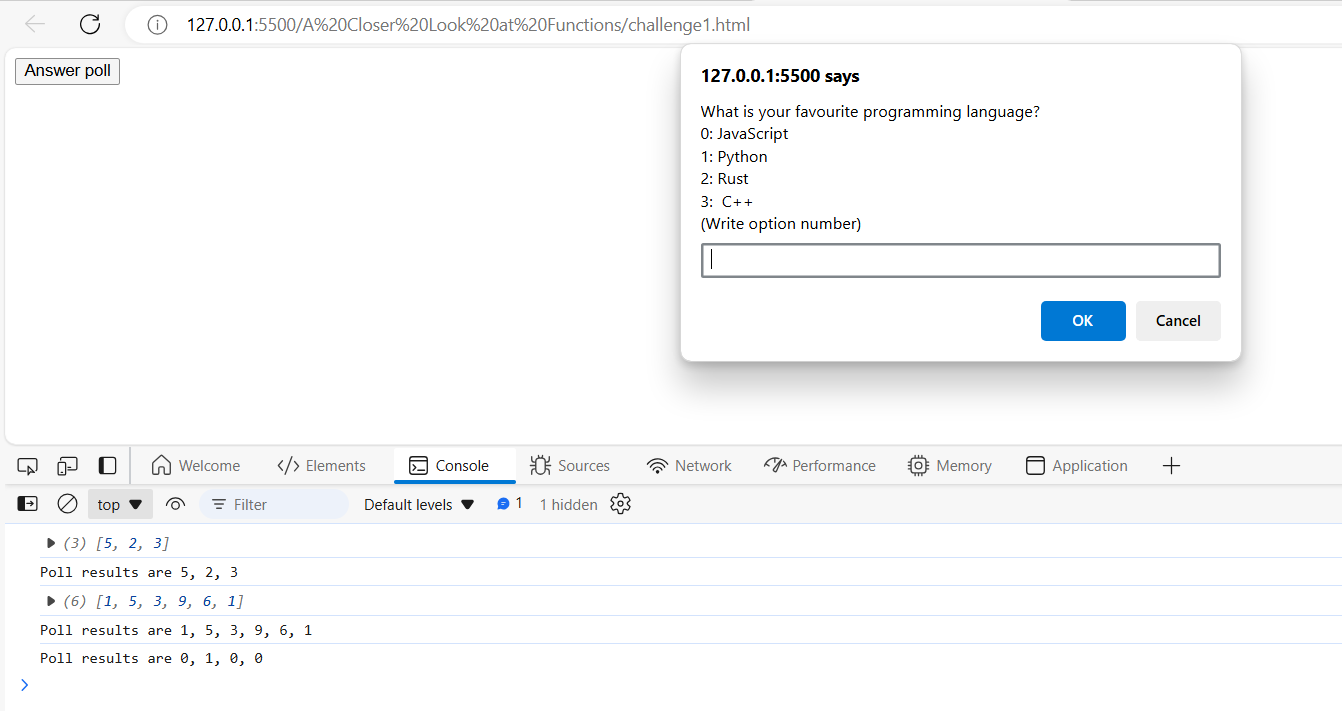 127.0.0.1:5500/A%20Closer%20Look%20at%20Functions/challenge1.html
Answer poll
127.0.0.1:5500 says
What is your favourite programming language?
0: JavaScript
1: Python
2: Rust
3:  C++
(Write option number)
OK Cancel
Welcome Elements Console Sources Network Performance Memory Application
top Filter Default levels 1 1 hidden
(3) [5, 2, 3]
Poll results are 5, 2, 3
(6) [1, 5, 3, 9, 6, 1]
Poll results are 1, 5, 3, 9, 6, 1
Poll results are 0, 1, 0, 0